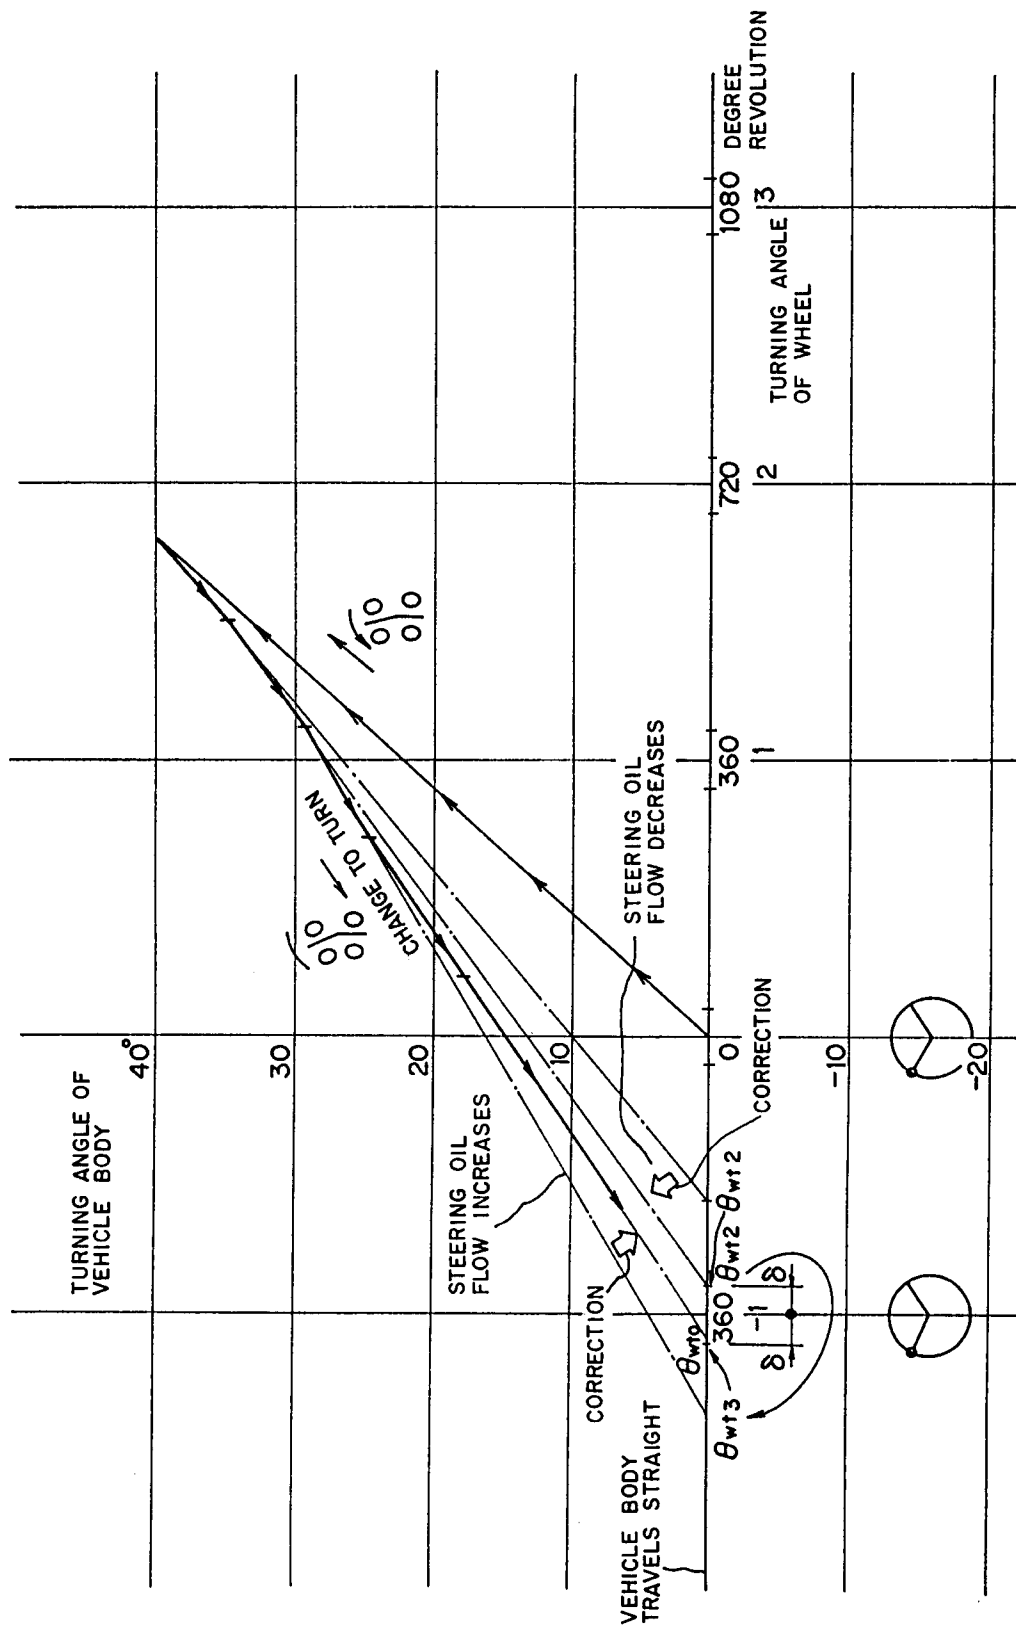 TURNING ANGLE OF
VEHICLE BODY
40°
30
20
10
0
-10
-20
STEERING OIL
FLOW INCREASES
CHANGE TO TURN
CORRECTION
STEERING OIL
FLOW DECREASES
CORRECTION
VEHICLE BODY
TRAVELS STRAIGHT
θwt3
θwt0
θwt2
θwt2
360
-1
δ
δ
360
1
720
2
1080
3
DEGREE
REVOLUTION
TURNING ANGLE
OF WHEEL